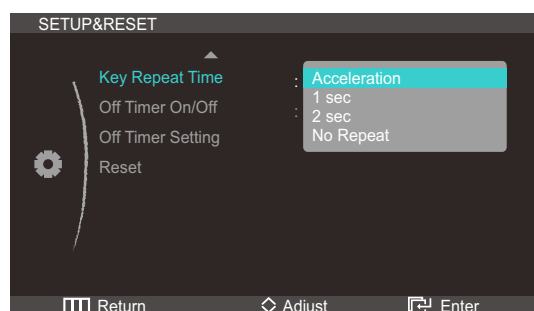 SETUP&RESET
Key Repeat Time : Acceleration
1 sec
Off Timer On/Off : 2 sec
Off Timer Setting No Repeat
Reset
Return Adjust Enter